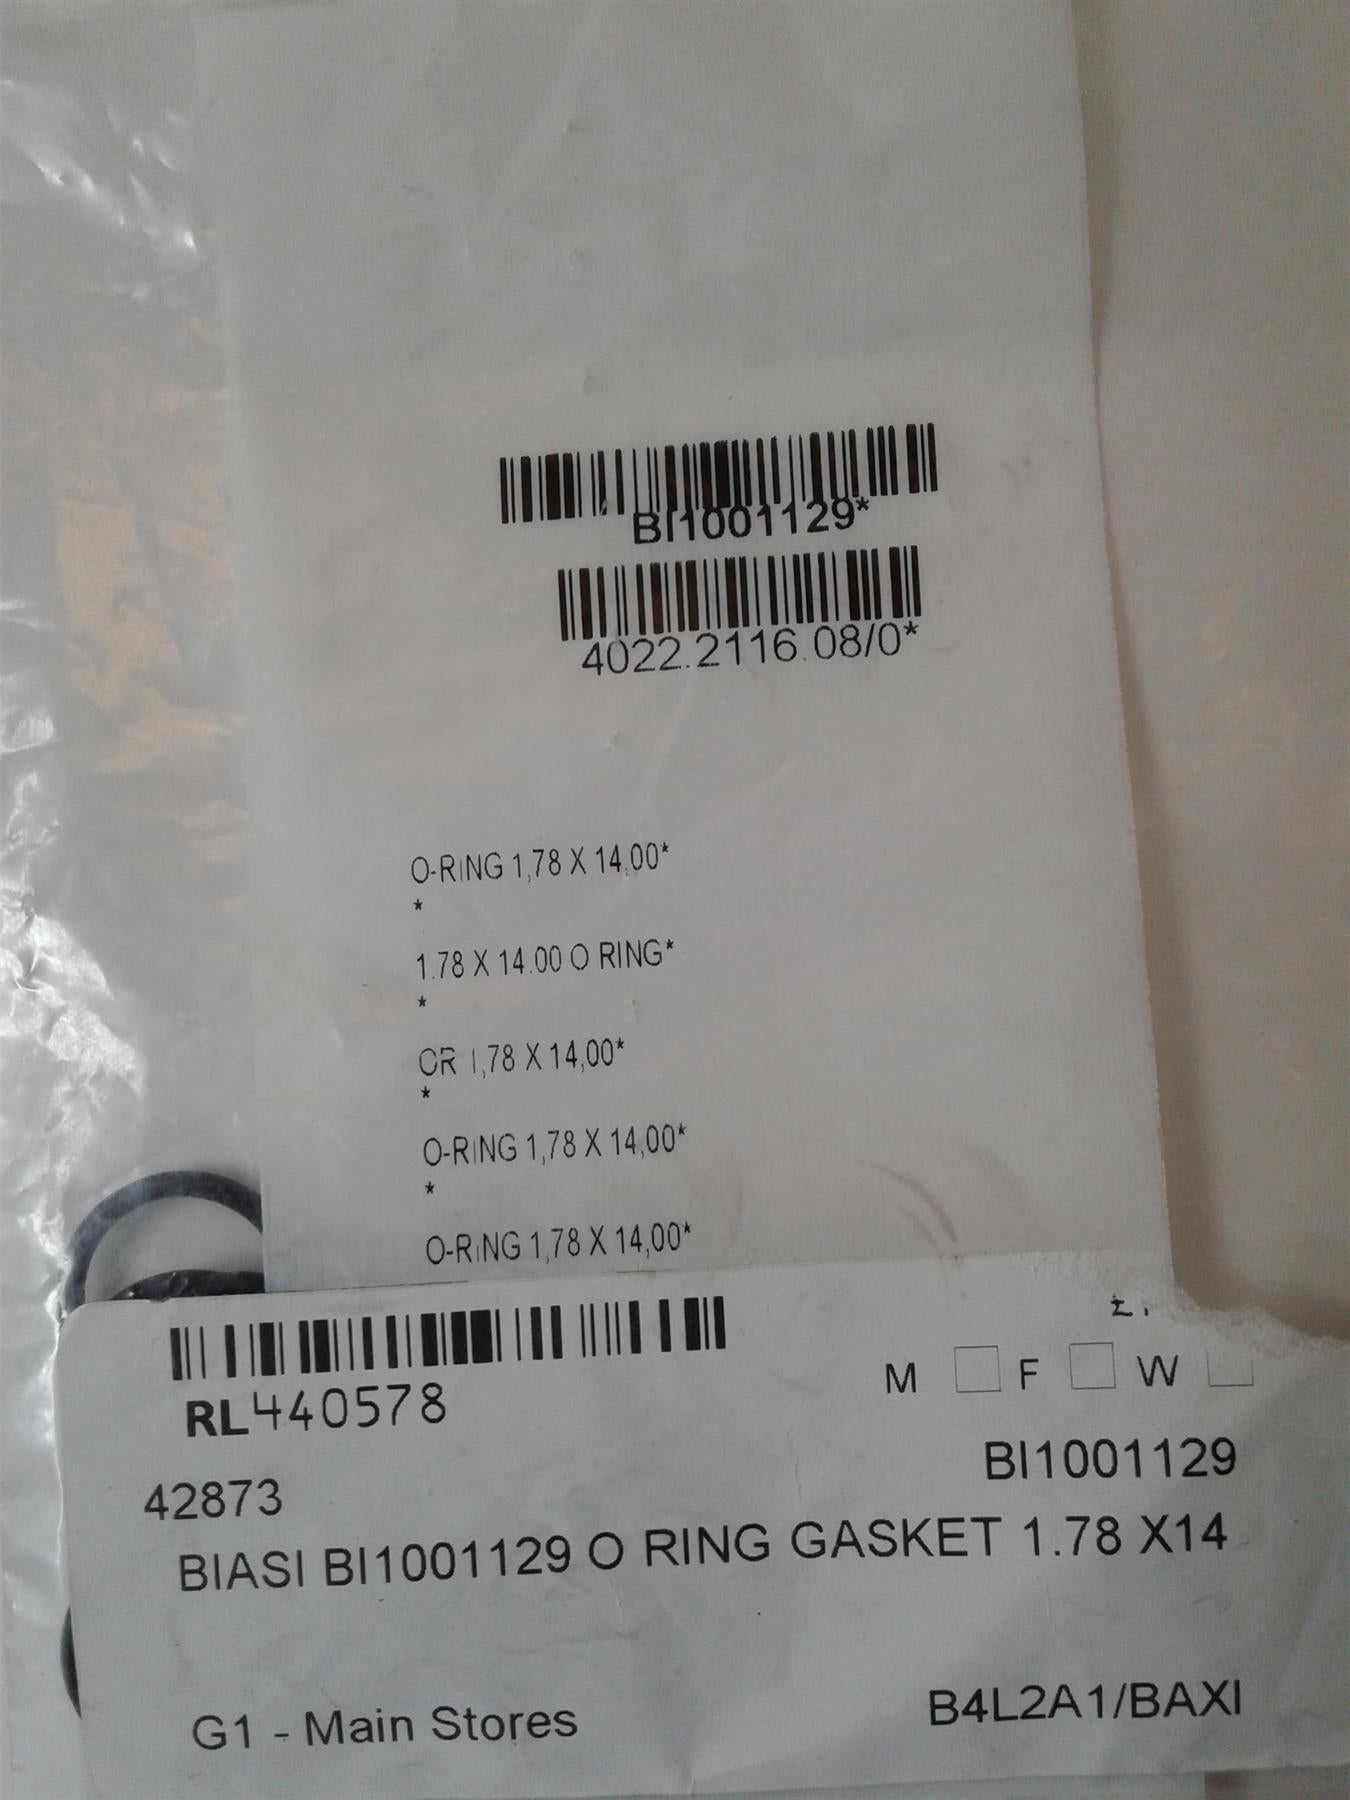 BI1001129*
4022.2116.08/0*
O-RING 1,78 X 14,00*
*
1.78 X 14.00 O RING*
*
OR 1,78 X 14,00*
*
O-RING 1,78 X 14,00*
*
O-RING 1,78 X 14,00*
RL440578
M F W
42873
BI1001129
BIASI BI1001129 O RING GASKET 1.78 X14
G1 - Main Stores
B4L2A1/BAXI